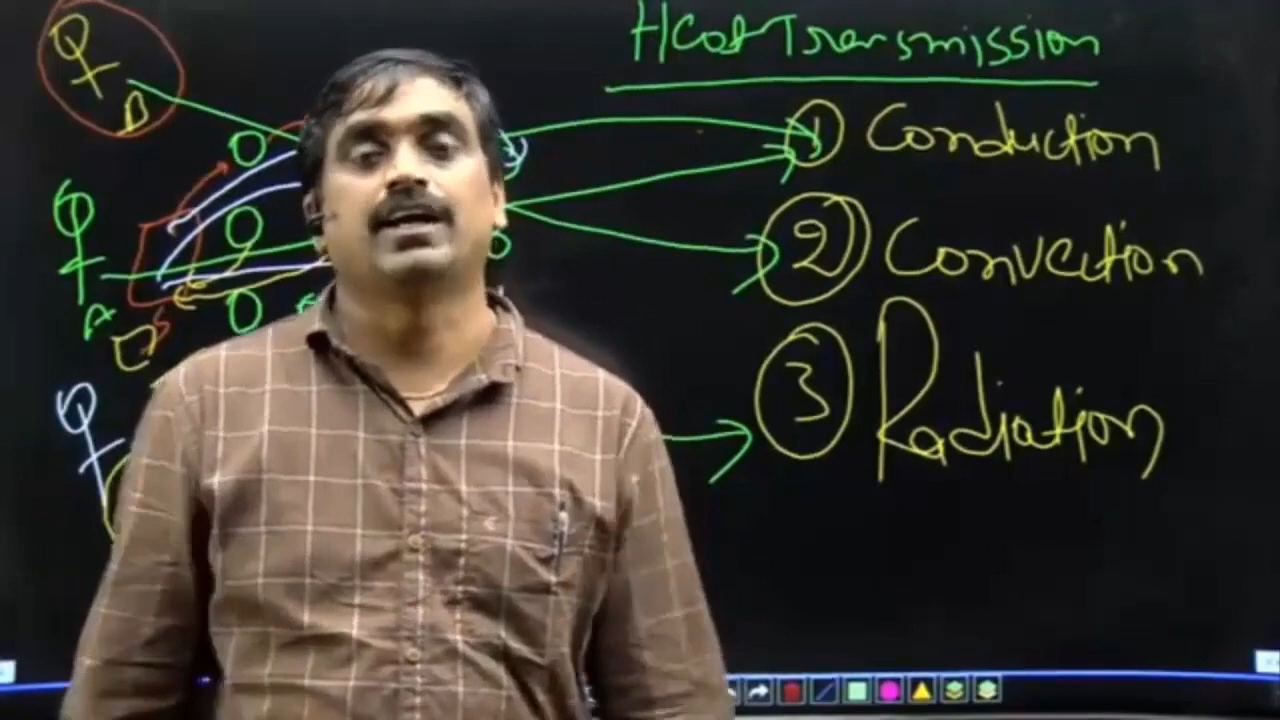 Heat Transmission
① Conduction
② Convection
③ Radiation
B
A